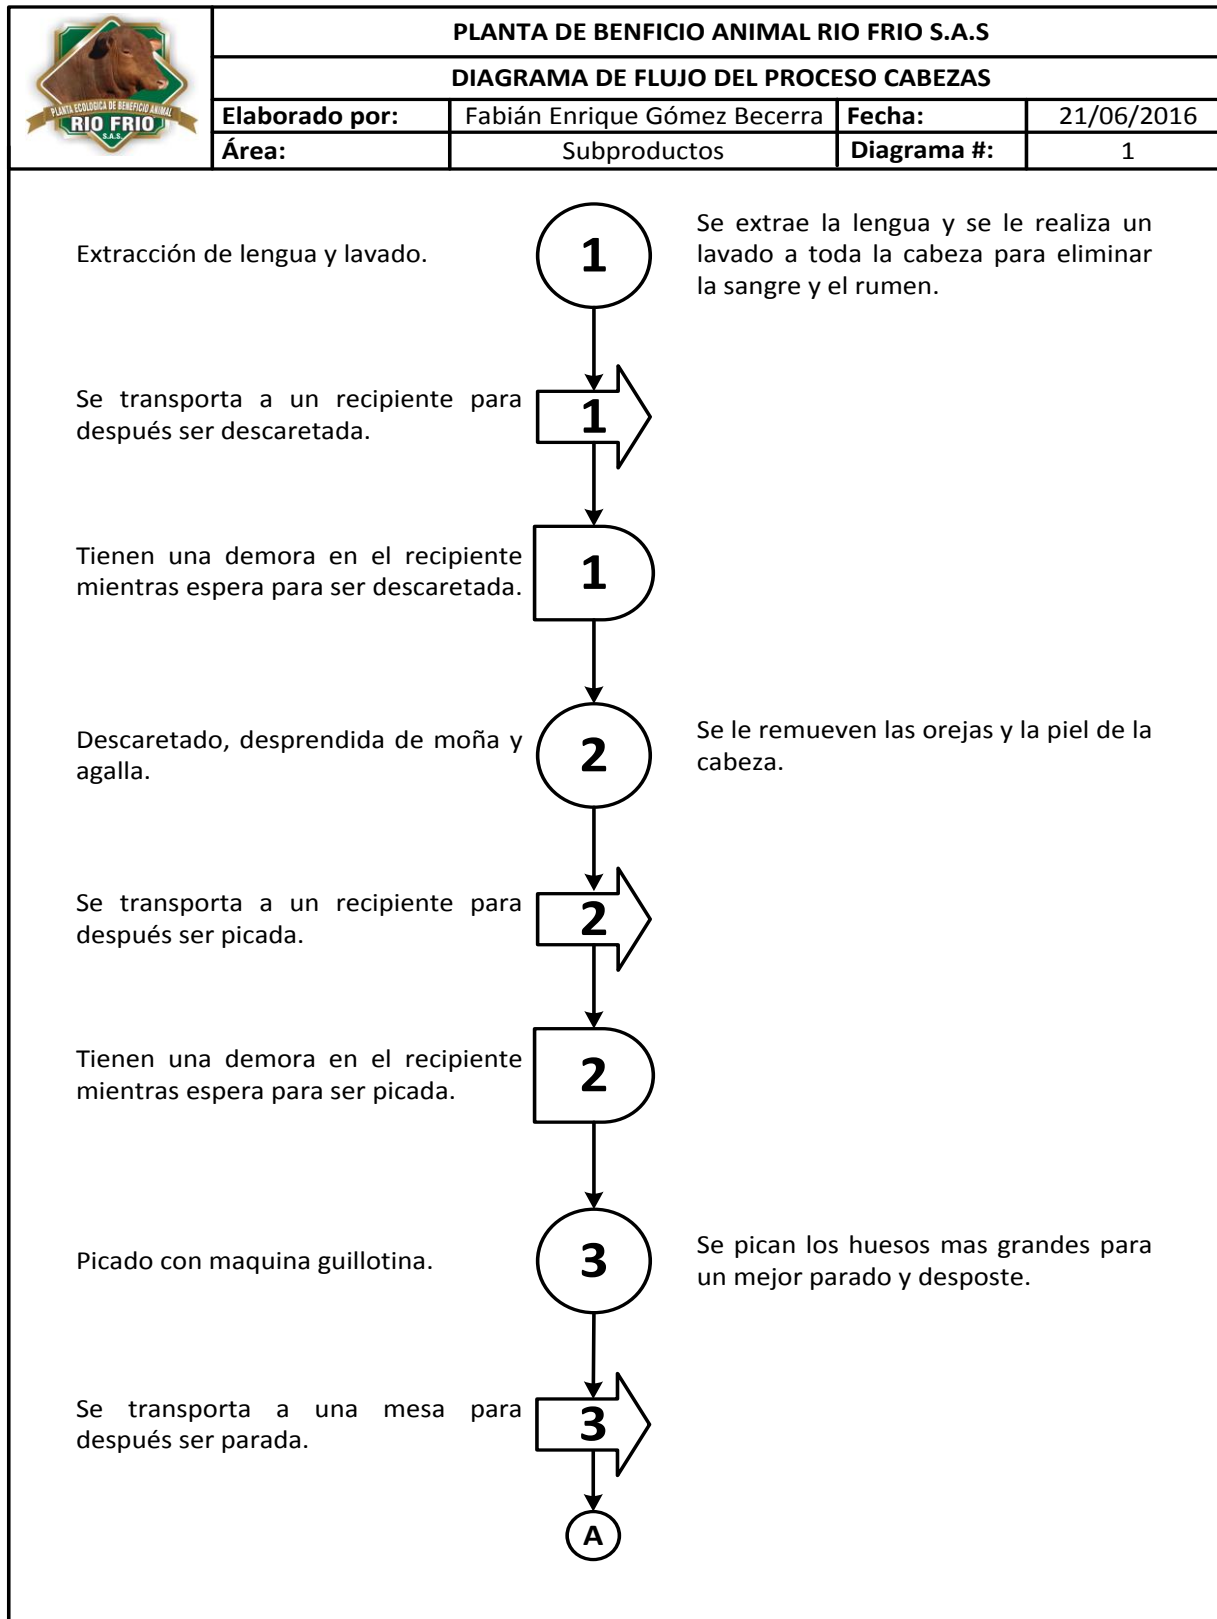 PLANTA ECOLOGICA DE BENEFICIO ANIMAL
RIO FRIO
S.A.S.
PLANTA DE BENFICIO ANIMAL RIO FRIO S.A.S
DIAGRAMA DE FLUJO DEL PROCESO CABEZAS
Elaborado por: Fabián Enrique Gómez Becerra Fecha: 21/06/2016
Área: Subproductos Diagrama #: 1
Extracción de lengua y lavado.
1
Se extrae la lengua y se le realiza un
lavado a toda la cabeza para eliminar
la sangre y el rumen.
Se transporta a un recipiente para
después ser descaretada.
1
Tienen una demora en el recipiente
mientras espera para ser descaretada.
1
Descaretado, desprendida de moña y
agalla.
2
Se le remueven las orejas y la piel de la
cabeza.
Se transporta a un recipiente para
después ser picada.
2
Tienen una demora en el recipiente
mientras espera para ser picada.
2
Picado con maquina guillotina.
3
Se pican los huesos mas grandes para
un mejor parado y desposte.
Se transporta a una mesa para
después ser parada.
3
A